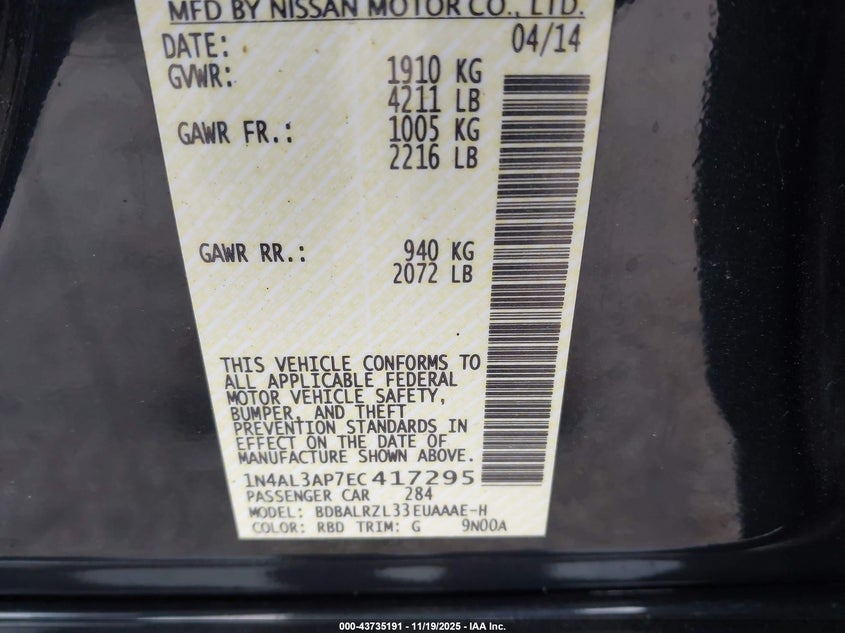 MFD BY NISSAN MOTOR CO., LTD.
DATE: 04/14
GVWR: 1910 KG
4211 LB
GAWR FR.: 1005 KG
2216 LB
GAWR RR.: 940 KG
2072 LB
THIS VEHICLE CONFORMS TO
ALL APPLICABLE FEDERAL
MOTOR VEHICLE SAFETY,
BUMPER, AND THEFT
PREVENTION STANDARDS IN
EFFECT ON THE DATE OF
MANUFACTURE SHOWN ABOVE.
1N4AL3AP7EC417295
PASSENGER CAR 284
MODEL: BDBALRZL33EUAAAE-H
COLOR: RBD TRIM: G 9N00A
000-43735191 - 11/19/2025 - IAA Inc.